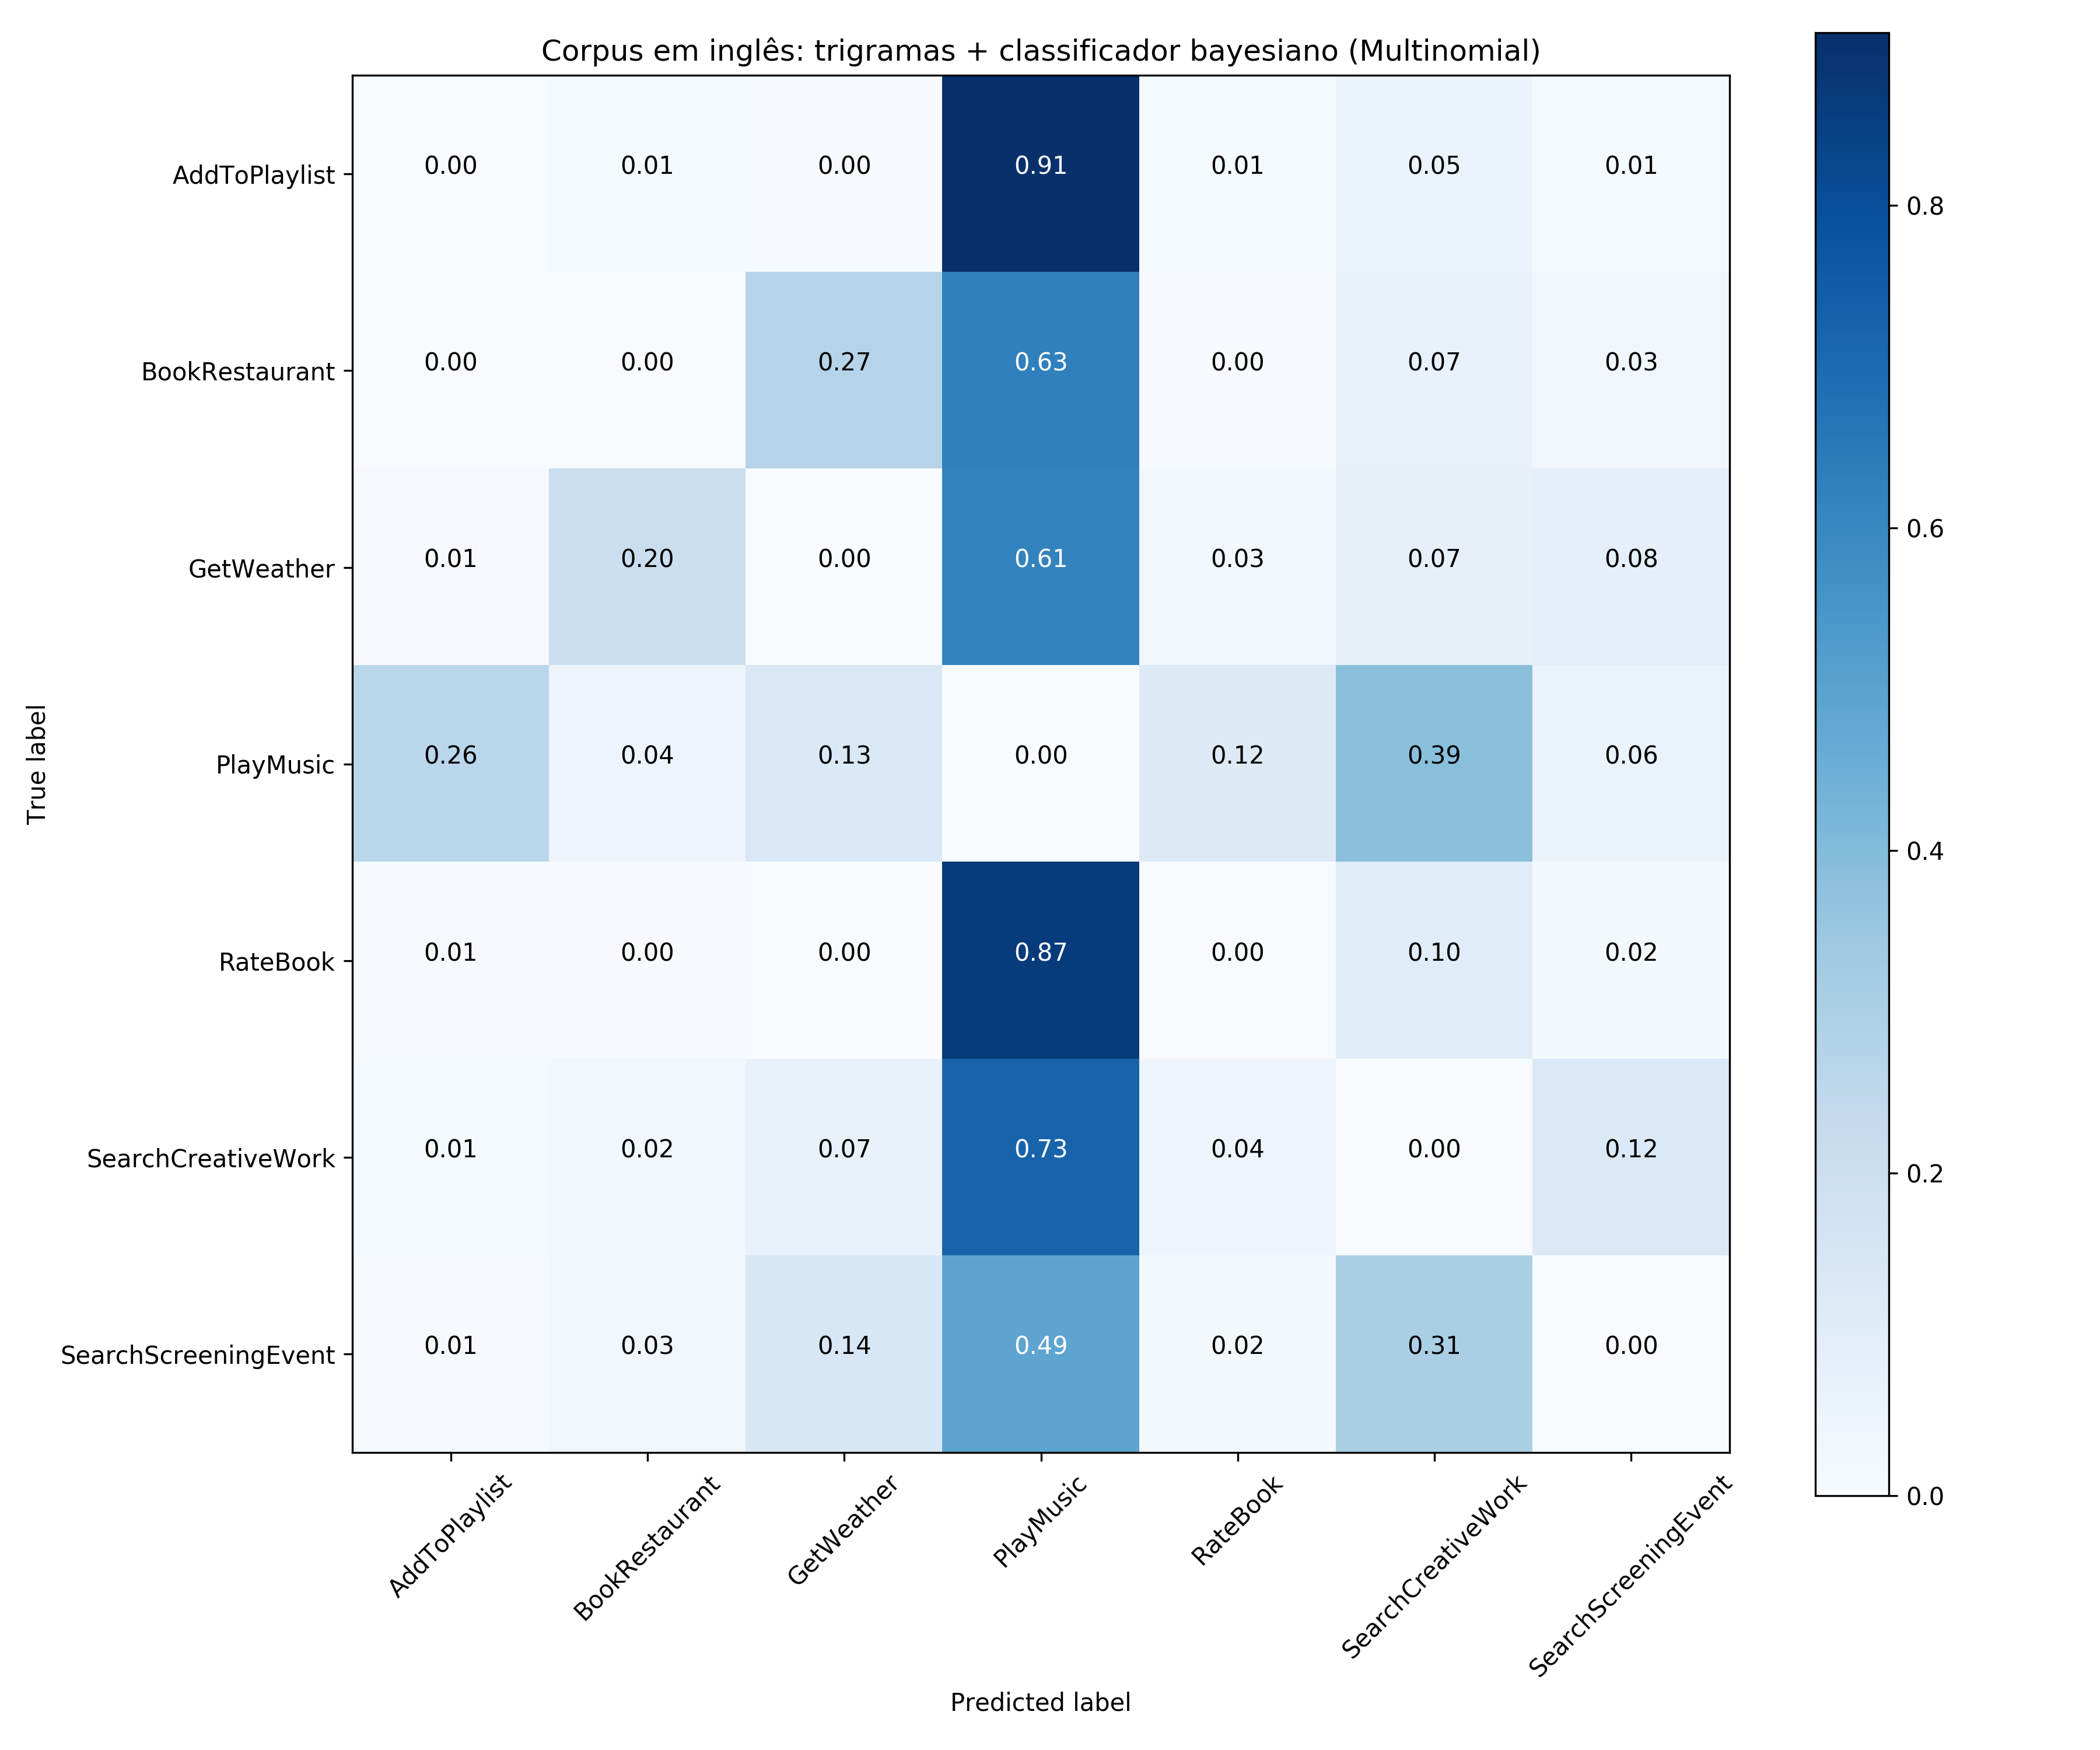 Corpus em inglês: trigramas + classificador bayesiano (Multinomial)
True label
AddToPlaylist 0.00 0.01 0.00 0.91 0.01 0.05 0.01
BookRestaurant 0.00 0.00 0.27 0.63 0.00 0.07 0.03
GetWeather 0.01 0.20 0.00 0.61 0.03 0.07 0.08
PlayMusic 0.26 0.04 0.13 0.00 0.12 0.39 0.06
RateBook 0.01 0.00 0.00 0.87 0.00 0.10 0.02
SearchCreativeWork 0.01 0.02 0.07 0.73 0.04 0.00 0.12
SearchScreeningEvent 0.01 0.03 0.14 0.49 0.02 0.31 0.00
AddToPlaylist BookRestaurant GetWeather PlayMusic RateBook SearchCreativeWork SearchScreeningEvent
Predicted label
0.8
0.6
0.4
0.2
0.0